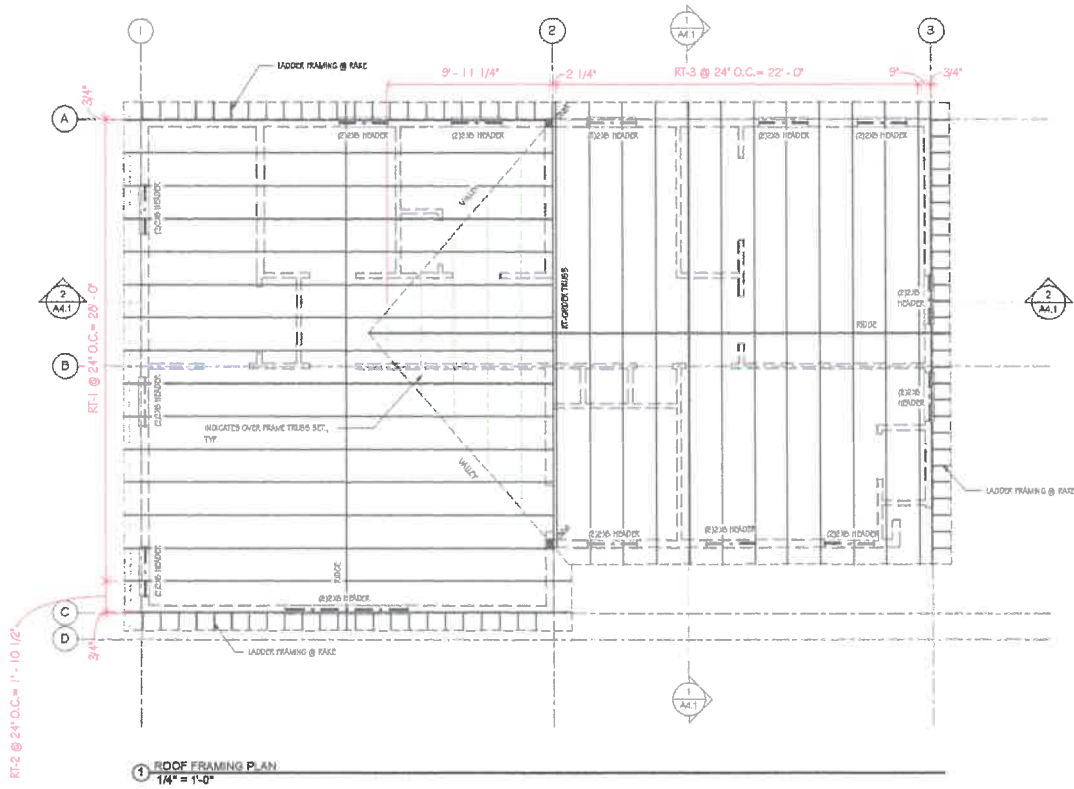 1
2
1
A4.1
3
LADDER FRAMING @ RAKE
9' - 11 1/4"
2 1/4"
RT-3 @ 24" O.C.= 22' - 0"
9"
3/4"
3/4"
A
(2)2X8 HEADER
(2)2X8 HEADER
(2)2X8 HEADER
(2)2X8 HEADER
(2)2X8 HEADER
(2)2X8 HEADER
VALLEY
2
A4.1
RT-1 @ 24" O.C.= 28' - 0"
RT-GIRDER TRUSS
(2)2X8
HEADER
2
A4.1
RIDGE
B
(2)2X8 HEADER
(2)2X8
HEADER
INDICATES OVER FRAME TRUSS SET,
TYP
VALLEY
LADDER FRAMING @ RAKE
(2)2X8 HEADER
(2)2X8 HEADER
(2)2X8 HEADER
(2)2X8 HEADER
RIDGE
(2)2X8 HEADER
C
D
3/4"
LADDER FRAMING @ RAKE
RT-2 @ 24" O.C.= 1' - 10 1/2"
1
A4.1
1
ROOF FRAMING PLAN
1/4" = 1'-0"